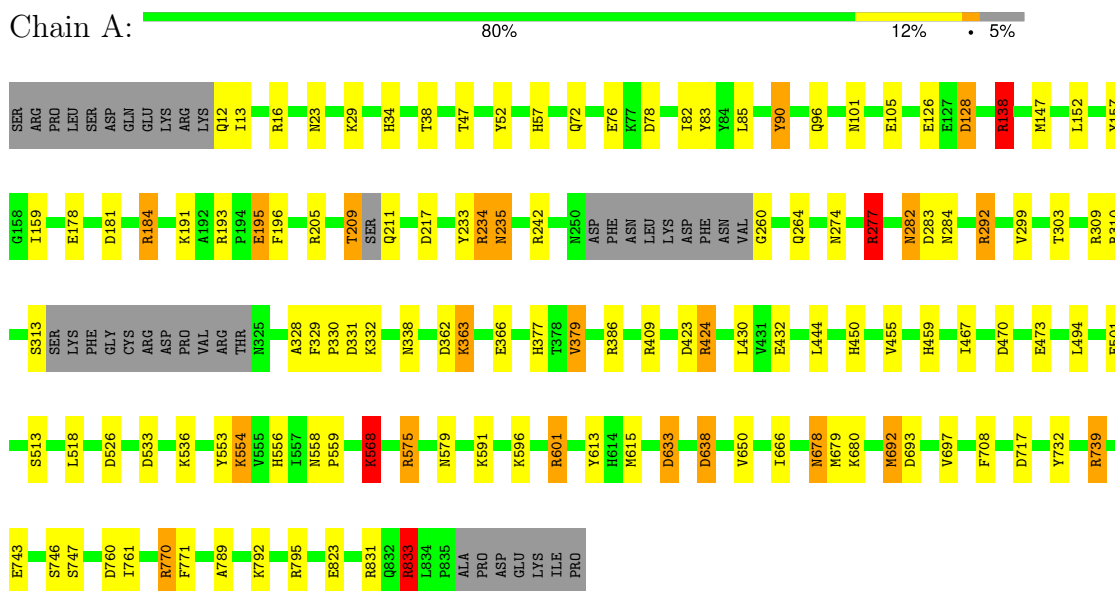 Chain A:
80% 12% • 5%
SER ARG PRO LEU SER ASP GLN GLU LYS ARG LYS Q12 I13 R16 N23 K29 H34 T38 T47 Y52 H57 Q72 E76 K77 D78 I82 Y83 Y84 L85 Y90 Q96 N101 E105 E126 E127 D128 R138 M147 L152 Y157
G158 I159 E178 D181 R184 K191 A192 R193 P194 E195 F196 R205 T209 SER Q211 D217 Y233 R234 N235 R242 N250 ASP PHE ASN LEU LYS ASP PHE ASN VAL G260 Q264 N274 R277 N282 D283 N284 R292 V299 T303 R309 R310
S313 SER LYS PHE GLY CYS ARG ASP PRO VAL ARG THR N325 A328 F329 P330 D331 K332 N338 D362 K363 E366 H377 T378 V379 R386 R409 D423 R424 L430 V431 E432 L444 H450 V455 H459 I467 D470 E473 L494 E501
S513 L518 D526 D533 K536 Y553 K554 V555 H556 I557 N558 P559 K568 R575 N579 K591 K596 R601 Y613 H614 M615 D633 D638 V650 I666 N678 M679 K680 M692 D693 V697 F708 D717 Y732 R739
E743 S746 S747 D760 I761 R770 F771 A789 K792 R795 E823 R831 Q832 R833 L834 P835 ALA PRO ASP GLU LYS ILE PRO